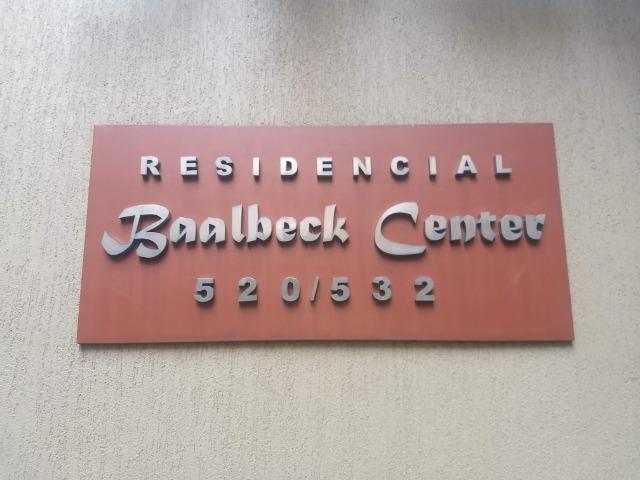 RESIDENCIAL
Baalbeck Center
520/532